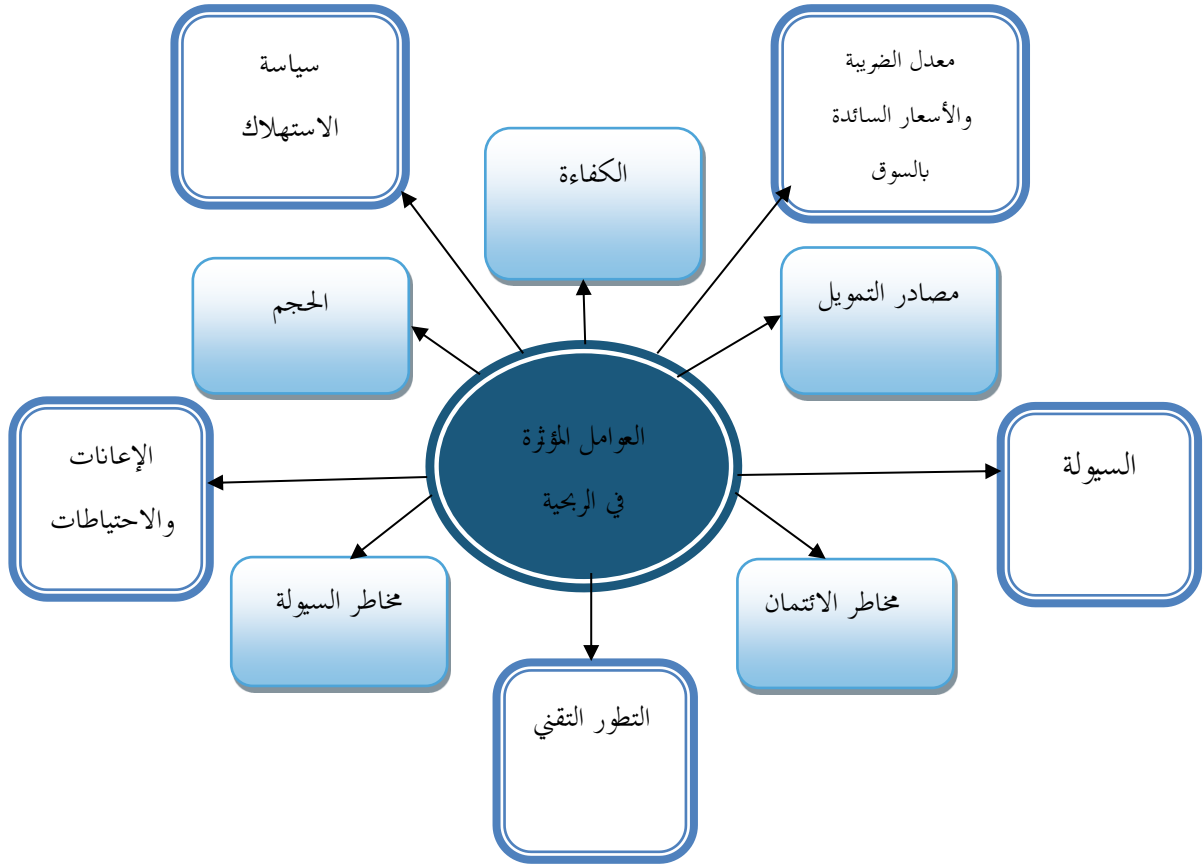 معدل الضريبة
والأسعار السائدة
بالسوق
سياسة
الاستهلاك
الكفاءة
مصادر التمويل
الحجم
العوامل المؤثرة
في الربحية
السيولة
الإعانات
والاحتياطات
مخاطر الائتمان
مخاطر السيولة
التطور التقني